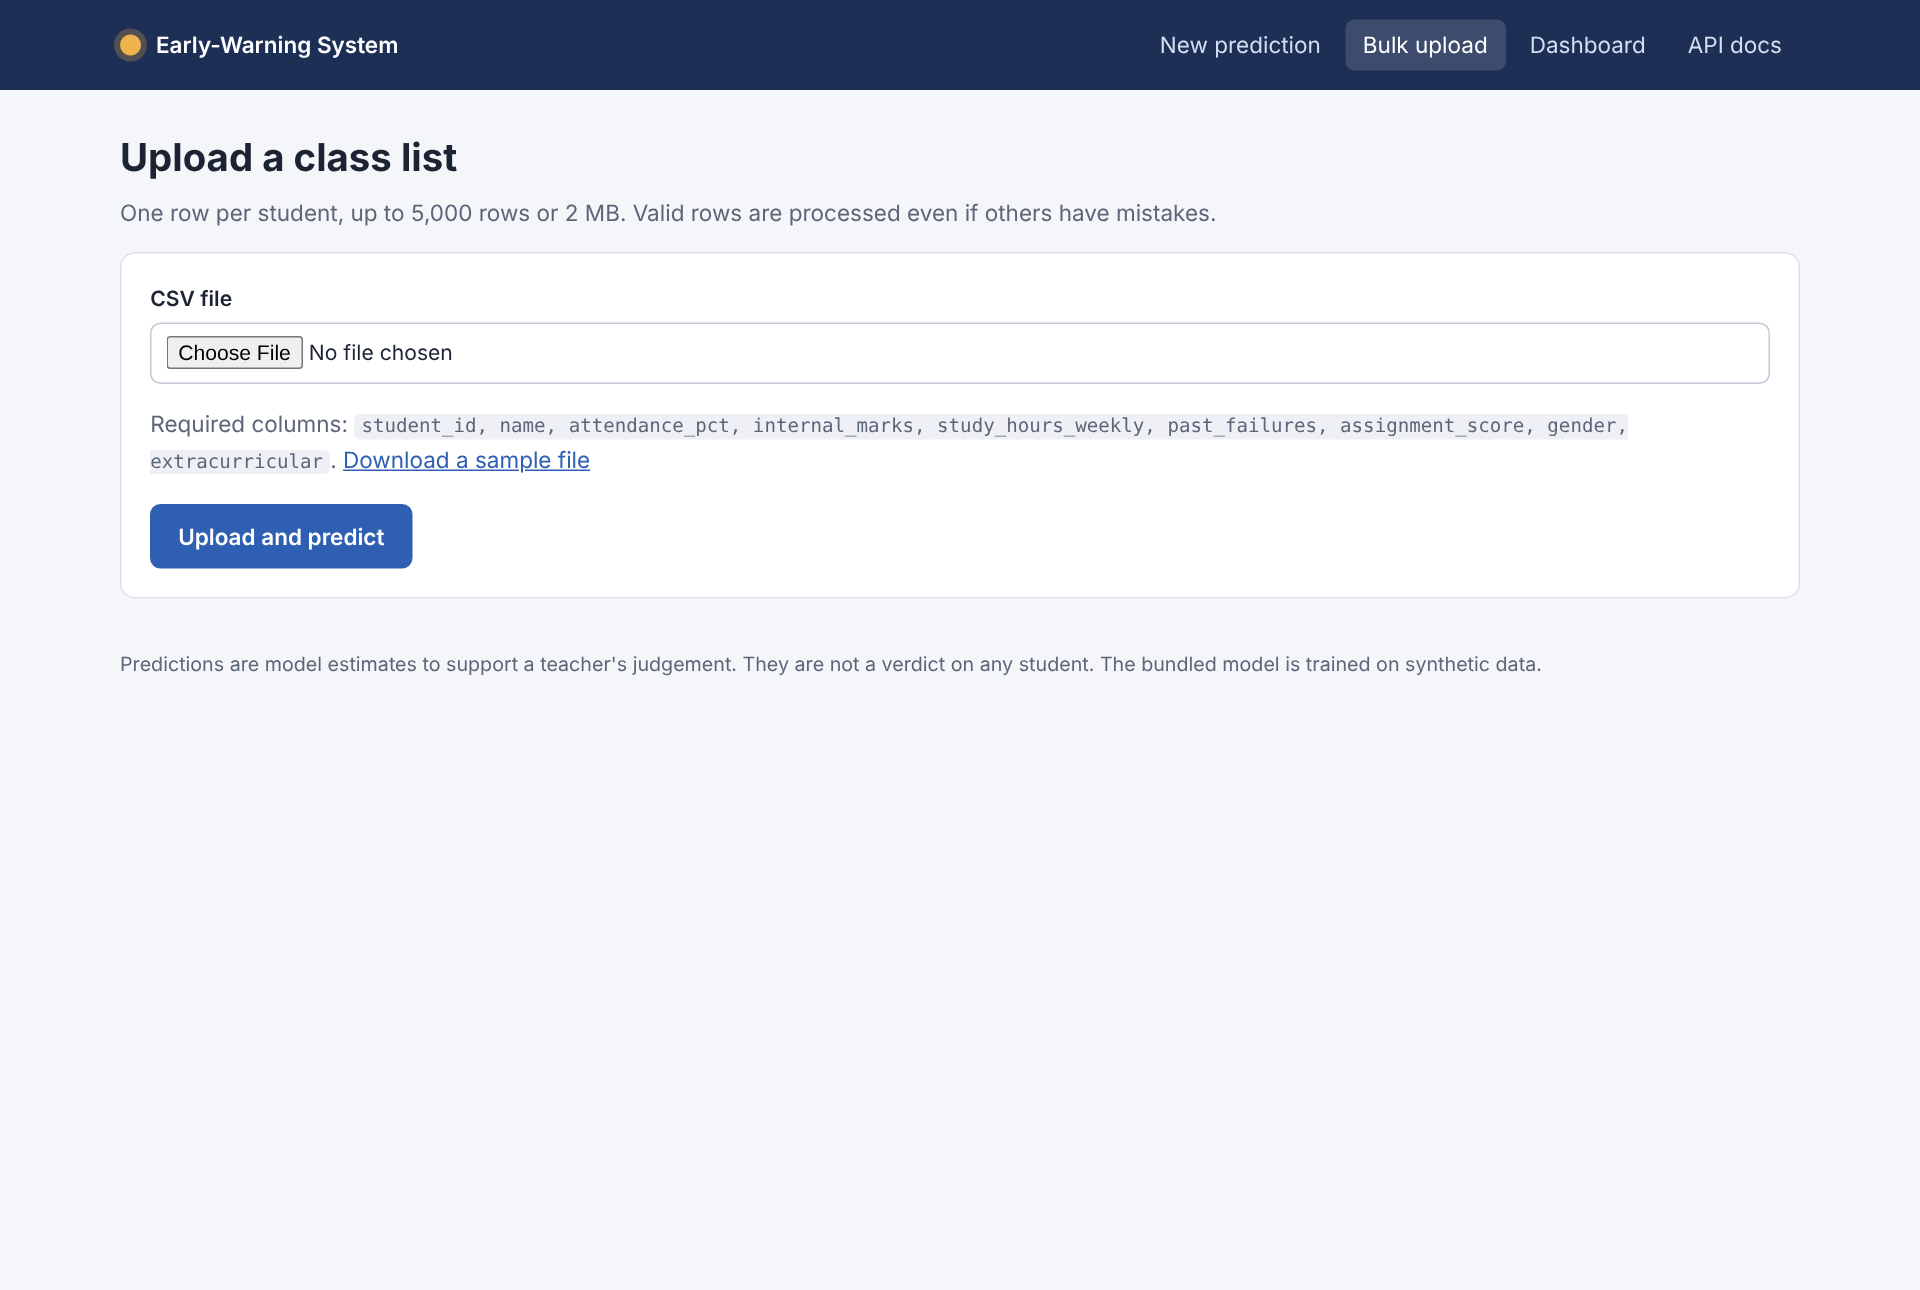 Early-Warning System
New prediction
Bulk upload
Dashboard
API docs
Upload a class list
One row per student, up to 5,000 rows or 2 MB. Valid rows are processed even if others have mistakes.
CSV file
Choose File No file chosen
Required columns: student_id, name, attendance_pct, internal_marks, study_hours_weekly, past_failures, assignment_score, gender,
extracurricular. Download a sample file
Upload and predict
Predictions are model estimates to support a teacher's judgement. They are not a verdict on any student. The bundled model is trained on synthetic data.